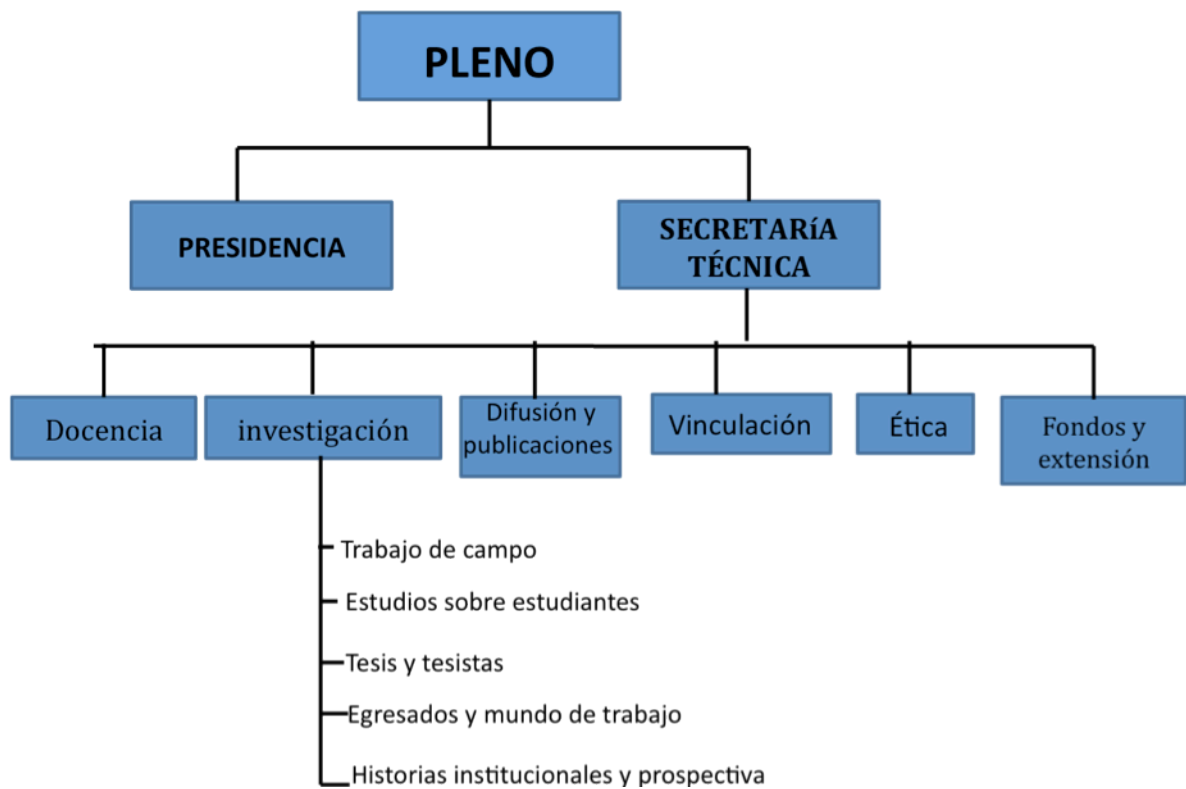 PLENO
PRESIDENCIA
SECRETARíA
TÉCNICA
Docencia
investigación
Difusión y
publicaciones
Vinculación
Ética
Fondos y
extensión
Trabajo de campo
Estudios sobre estudiantes
Tesis y tesistas
Egresados y mundo de trabajo
Historias institucionales y prospectiva